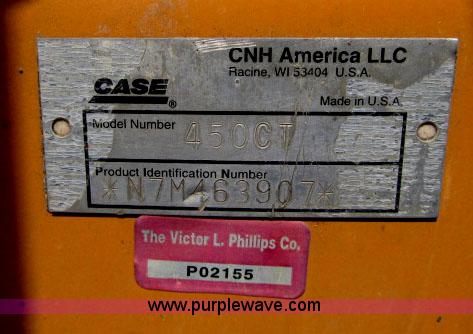 CNH America LLC
Racine, WI 53404 U.S.A.
CASE®
Made in U.S.A.
Model Number 450CT
Product Identification Number
*N7M463907*
The Victor L. Phillips Co.
P02155
www.purplewave.com